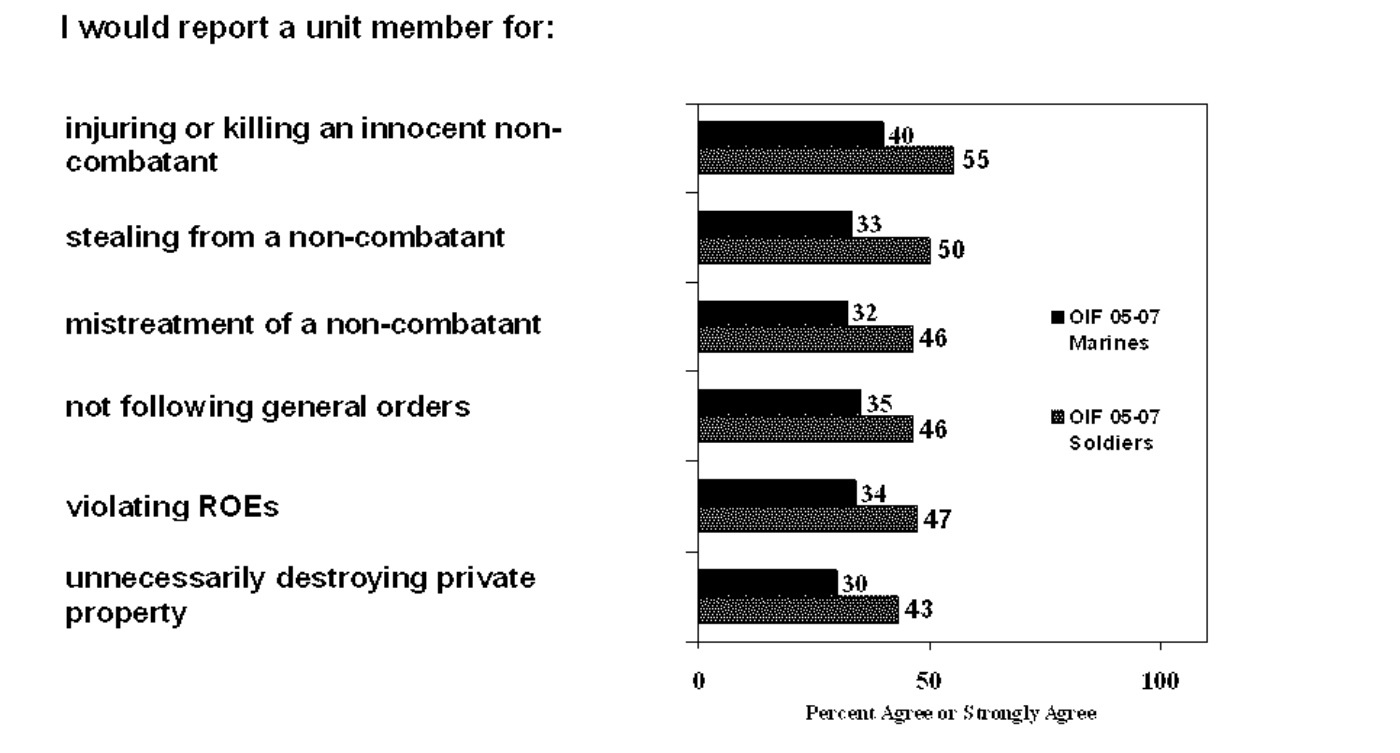 I would report a unit member for:
injuring or killing an innocent non-
combatant
40
55
stealing from a non-combatant
33
50
mistreatment of a non-combatant
32
46
not following general orders
35
46
violating ROEs
34
47
unnecessarily destroying private
property
30
43
OIF 05-07
Marines
OIF 05-07
Soldiers
0 50 100
Percent Agree or Strongly Agree